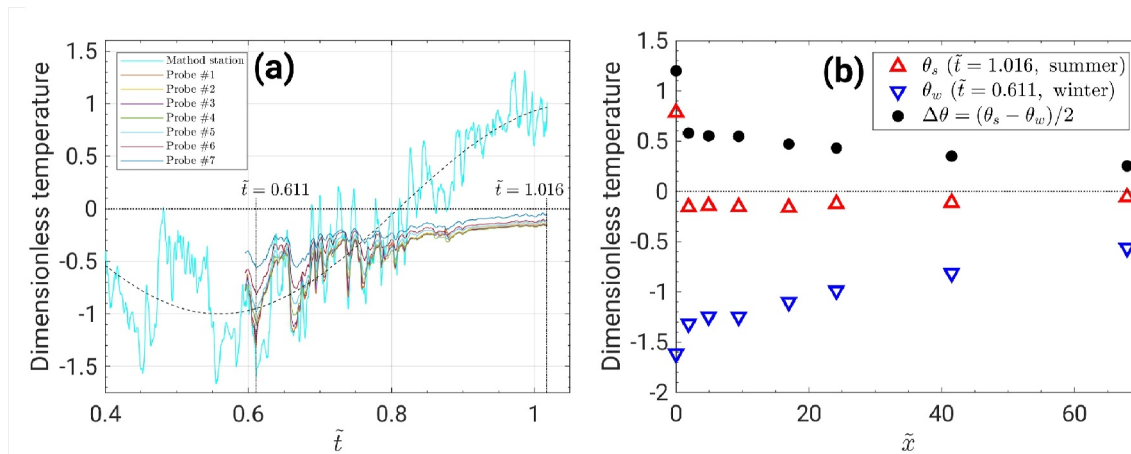 (a)
Dimensionless temperature
1.5
1
0.5
0
-0.5
-1
-1.5
Mathod station
Probe #1
Probe #2
Probe #3
Probe #4
Probe #5
Probe #6
Probe #7
t̃ = 0.611
t̃ = 1.016
0.4
0.6
0.8
1
t̃
(b)
Dimensionless temperature
1.5
1
0.5
0
-0.5
-1
-1.5
-2
θₛ (t̃ = 1.016, summer)
θ_w (t̃ = 0.611, winter)
Δθ = (θₛ − θ_w)/2
0
20
40
60
x̃